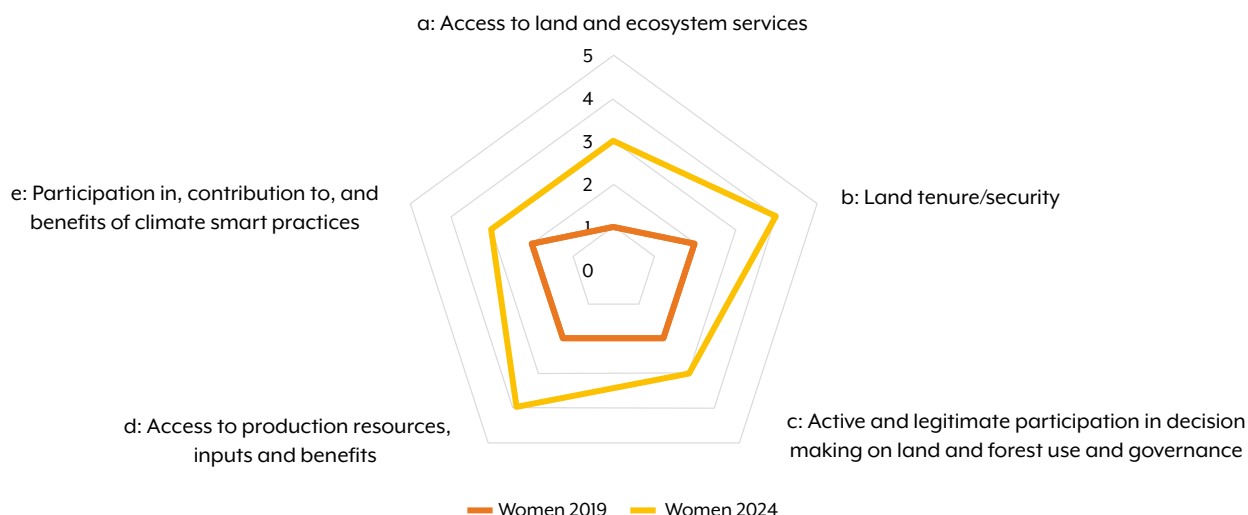 a: Access to land and ecosystem services
5
4
3
2
1
0
b: Land tenure/security
c: Active and legitimate participation in decision
making on land and forest use and governance
d: Access to production resources,
inputs and benefits
e: Participation in, contribution to, and
benefits of climate smart practices
Women 2019
Women 2024